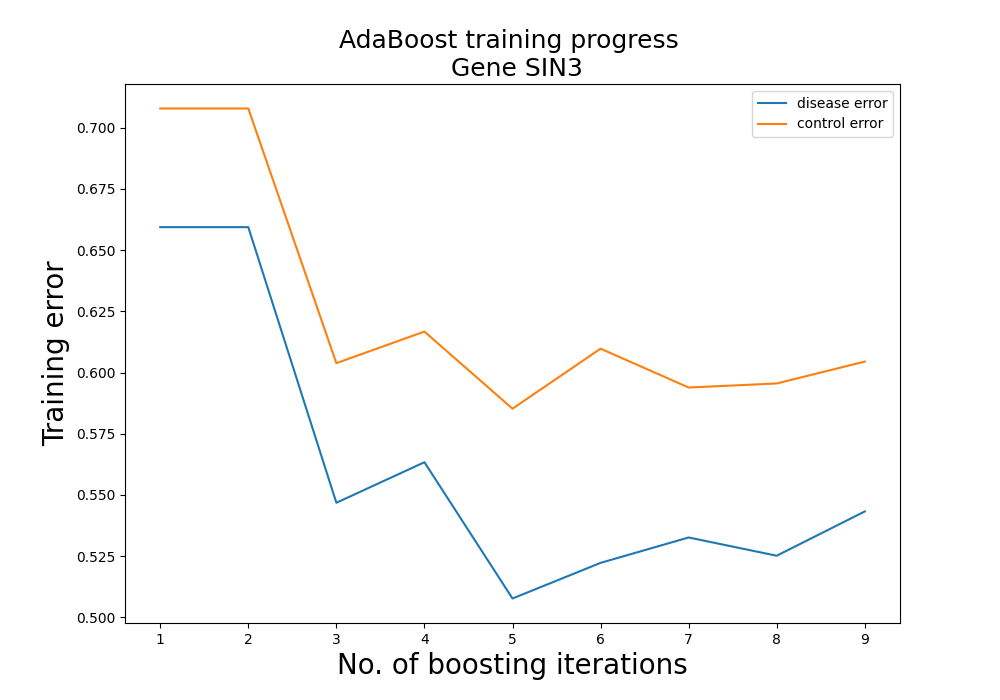 AdaBoost training progress
Gene SIN3
disease error
control error
Training error
0.700
0.675
0.650
0.625
0.600
0.575
0.550
0.525
0.500
1 2 3 4 5 6 7 8 9
No. of boosting iterations